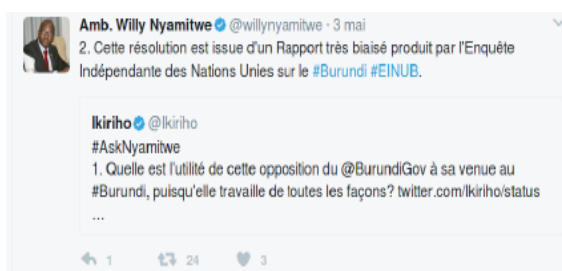 Amb. Willy Nyamitwe @willynyamitwe · 3 mai
2. Cette résolution est issue d'un Rapport très biaisé produit par l'Enquête
Indépendante des Nations Unies sur le #Burundi #EINUB.
Ikiriho @Ikiriho
#AskNyamitwe
1. Quelle est l'utilité de cette opposition du @BurundiGov à sa venue au
#Burundi, puisqu'elle travaille de toutes les façons? twitter.com/Ikiriho/status
...
1 24 3